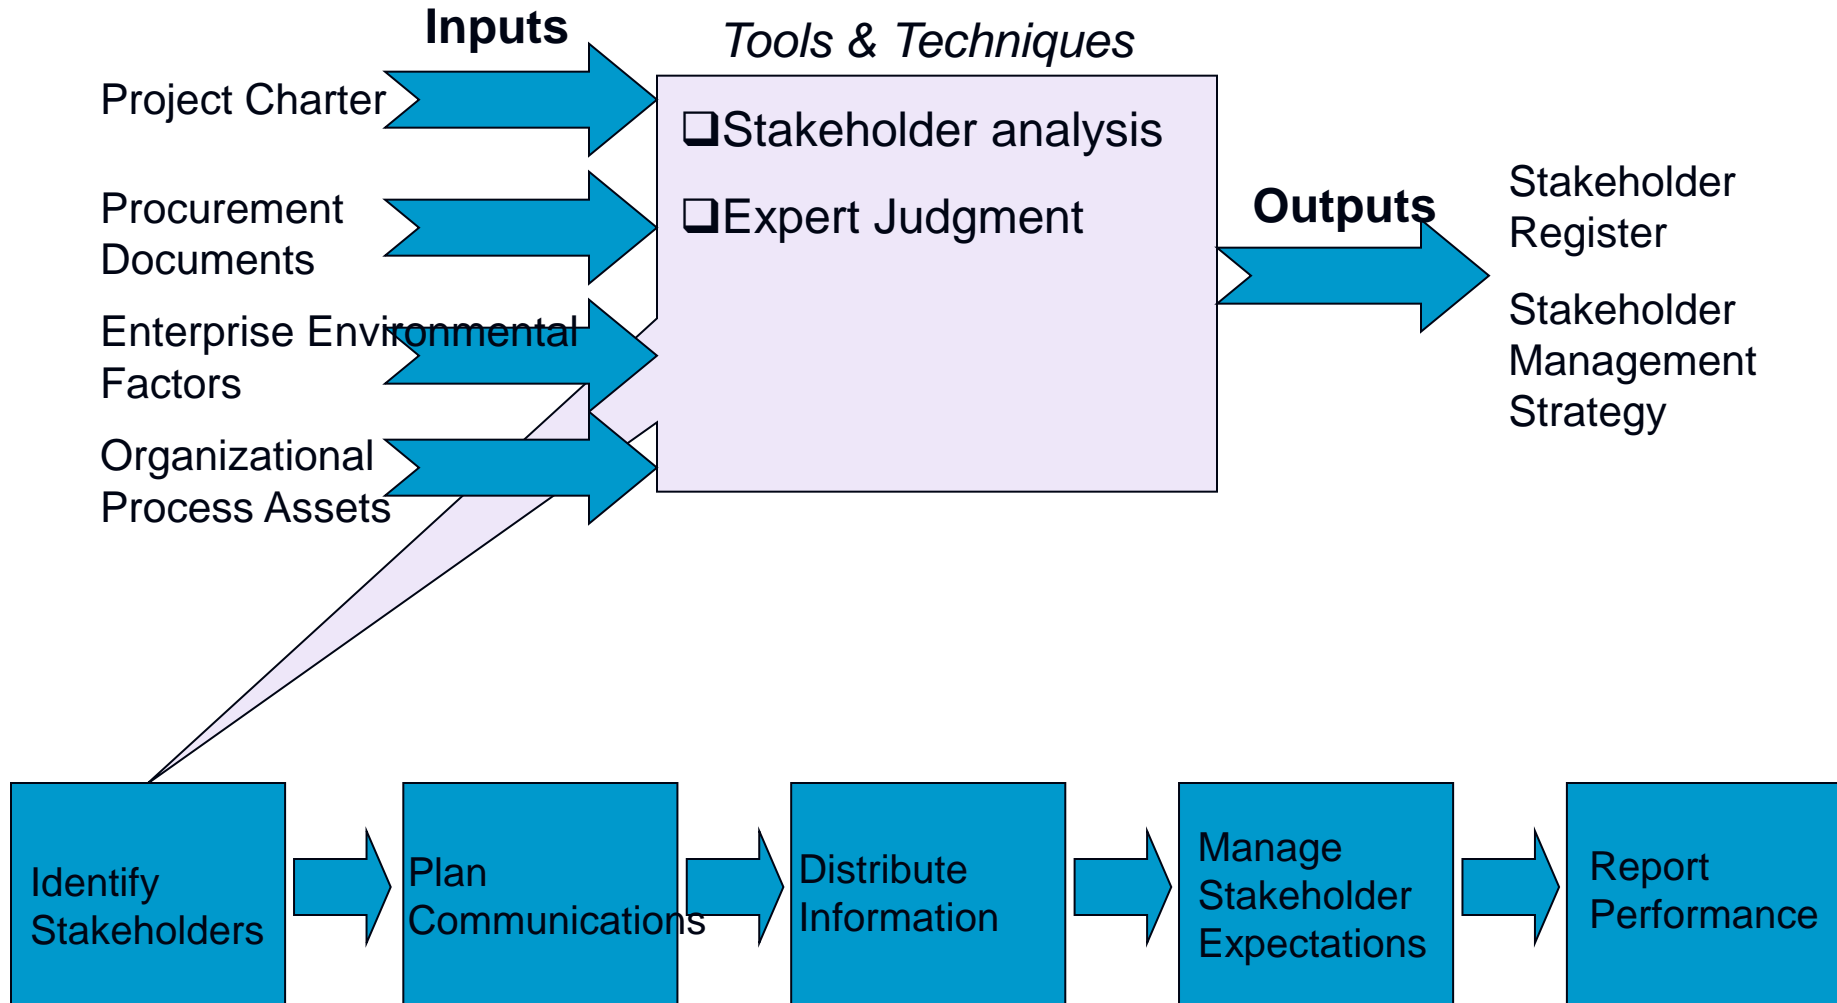 Inputs
Tools & Techniques
Project Charter
Procurement
Documents
Enterprise Environmental
Factors
Organizational
Process Assets
❑Stakeholder analysis
❑Expert Judgment
Outputs
Stakeholder
Register
Stakeholder
Management
Strategy
Identify
Stakeholders
Plan
Communications
Distribute
Information
Manage
Stakeholder
Expectations
Report
Performance